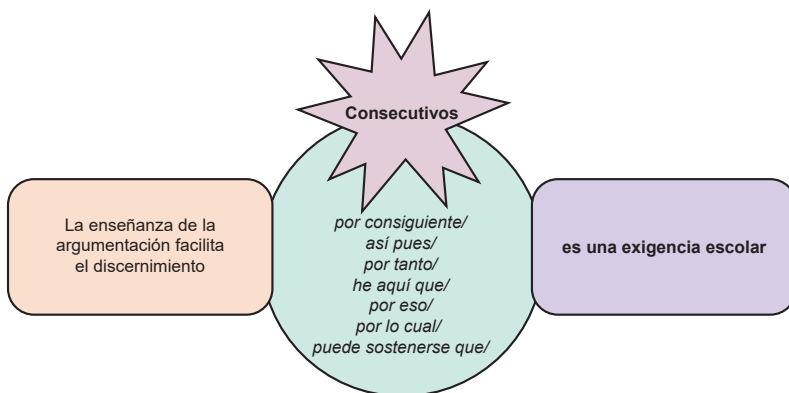 Consecutivos
La enseñanza de la
argumentación facilita
el discernimiento
por consiguiente/
así pues/
por tanto/
he aquí que/
por eso/
por lo cual/
puede sostenerse que/
es una exigencia escolar